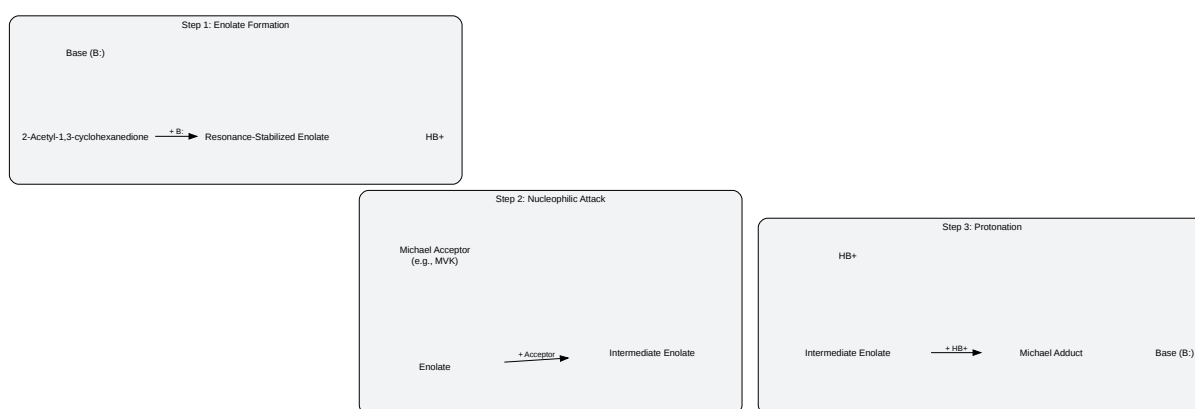 Step 1: Enolate Formation
Base (B:)
2-Acetyl-1,3-cyclohexanedione
+ B:
Resonance-Stabilized Enolate
HB+
Step 2: Nucleophilic Attack
Michael Acceptor
(e.g., MVK)
Enolate
+ Acceptor
Intermediate Enolate
Step 3: Protonation
HB+
Intermediate Enolate
+ HB+
Michael Adduct
Base (B:)